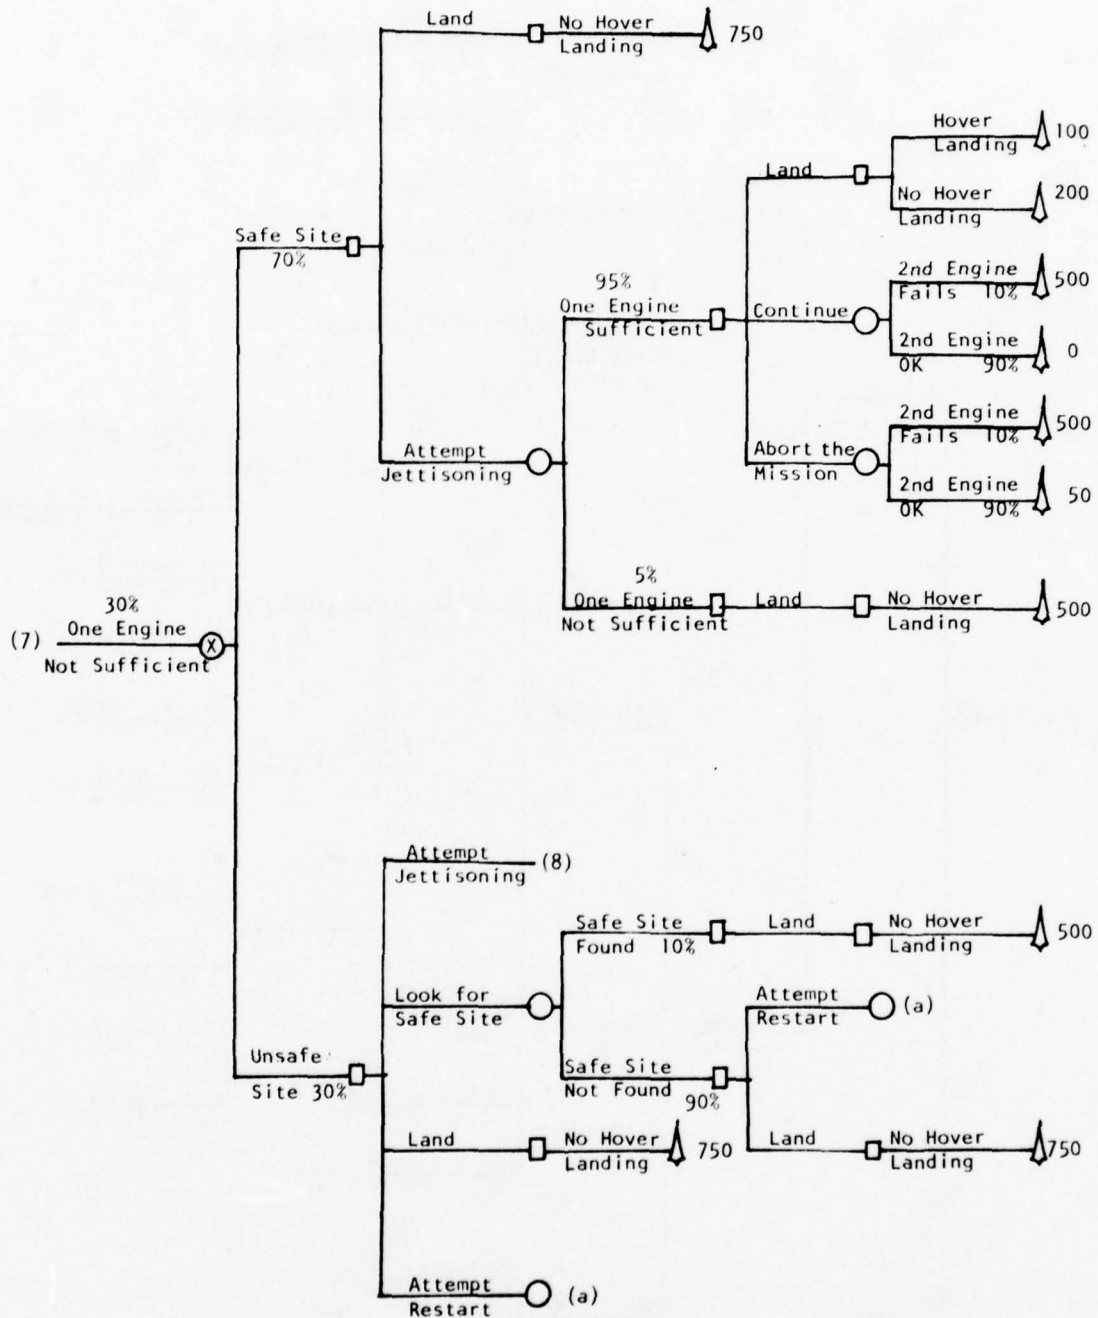 Land
No Hover
Landing
750
Hover
Landing
100
Land
No Hover
Landing
200
Safe Site
70%
95%
One Engine
Sufficient
2nd Engine
Fails 10%
500
Continue
2nd Engine
OK 90%
0
Attempt
Jettisoning
2nd Engine
Fails 10%
500
Abort the
Mission
2nd Engine
OK 90%
50
5%
One Engine
Not Sufficient
Land
No Hover
Landing
500
30%
(7) One Engine
Not Sufficient
X
Attempt
Jettisoning
(8)
Safe Site
Found 10%
Land
No Hover
Landing
500
Look for
Safe Site
Attempt
Restart
(a)
Unsafe
Site 30%
Safe Site
Not Found
90%
Land
No Hover
Landing
750
Land
No Hover
Landing
750
Attempt
Restart
(a)